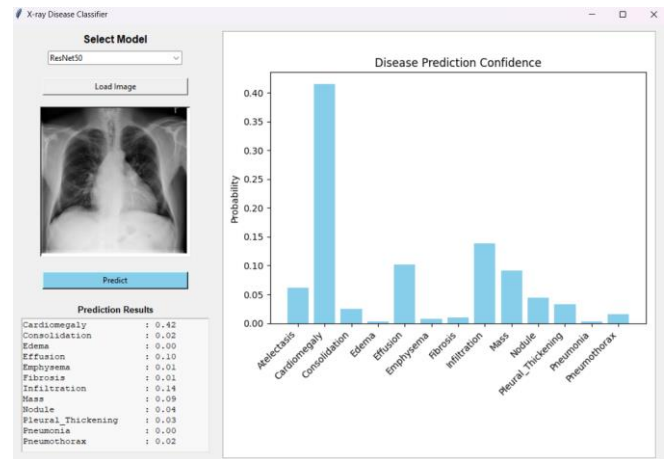 X-ray Disease Classifier
Select Model
ResNet50
Load Image
Predict
Prediction Results
Cardiomegaly : 0.42
Consolidation : 0.02
Edema : 0.00
Effusion : 0.10
Emphysema : 0.01
Fibrosis : 0.01
Infiltration : 0.14
Mass : 0.09
Nodule : 0.04
Pleural_Thickening : 0.03
Pneumonia : 0.00
Pneumothorax : 0.02
Disease Prediction Confidence
Probability
0.40
0.35
0.30
0.25
0.20
0.15
0.10
0.05
0.00
Atelectasis
Cardiomegaly
Consolidation
Edema
Effusion
Emphysema
Fibrosis
Infiltration
Mass
Nodule
Pleural_Thickening
Pneumonia
Pneumothorax